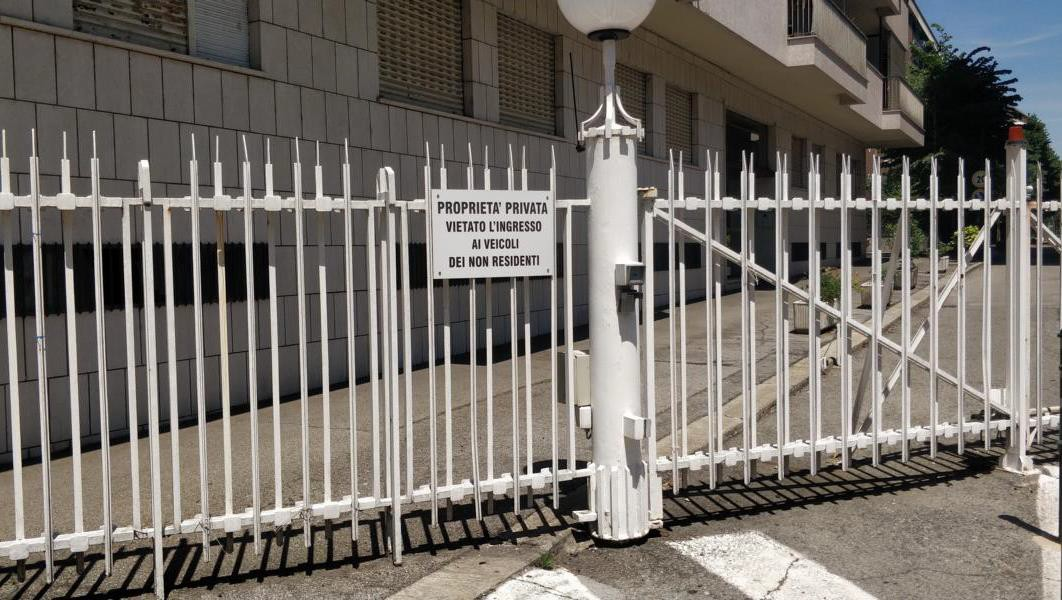 PROPRIETA' PRIVATA
VIETATO L'INGRESSO
AI VEICOLI
DEI NON RESIDENTI